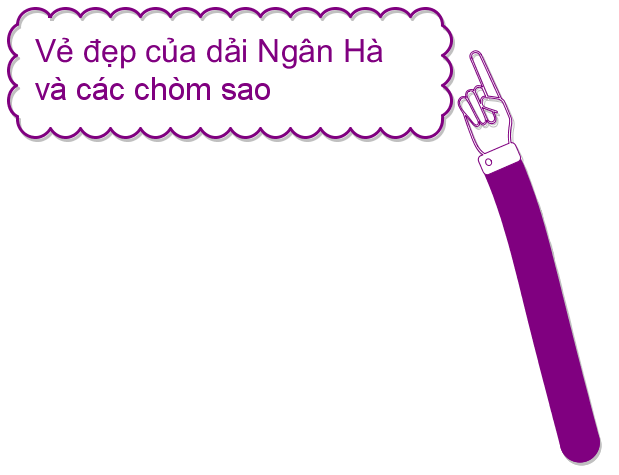 Vẻ đẹp của dải Ngân Hà
và các chòm sao